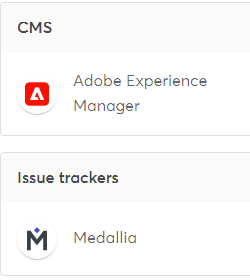 CMS
Adobe Experience
Manager
Issue trackers
Medallia